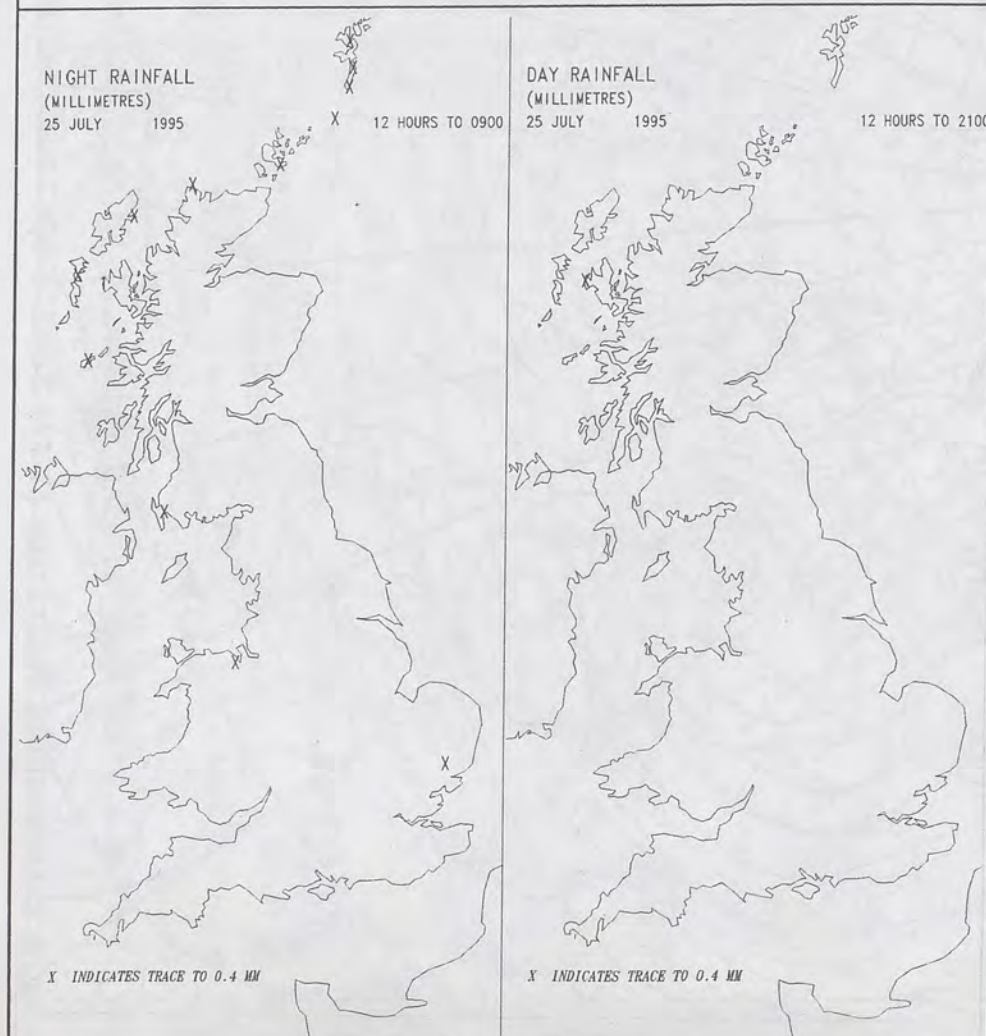 NIGHT RAINFALL
(MILLIMETRES)
25 JULY 1995 12 HOURS TO 0900
X INDICATES TRACE TO 0.4 MM
DAY RAINFALL
(MILLIMETRES)
25 JULY 1995 12 HOURS TO 2100
X INDICATES TRACE TO 0.4 MM